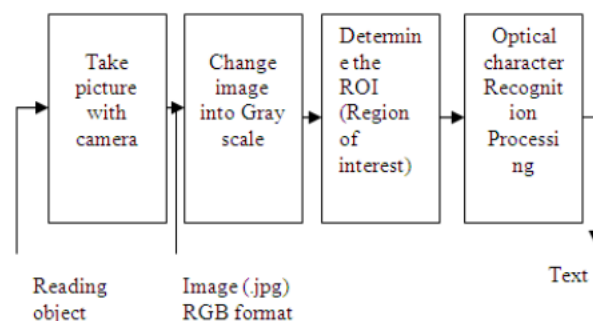 Take
picture
with
camera
Change
image
into Gray
scale
Determin
e the
ROI
(Region
of
interest)
Optical
character
Recognit
ion
Processi
ng
Reading
object
Image (.jpg)
RGB format
Text